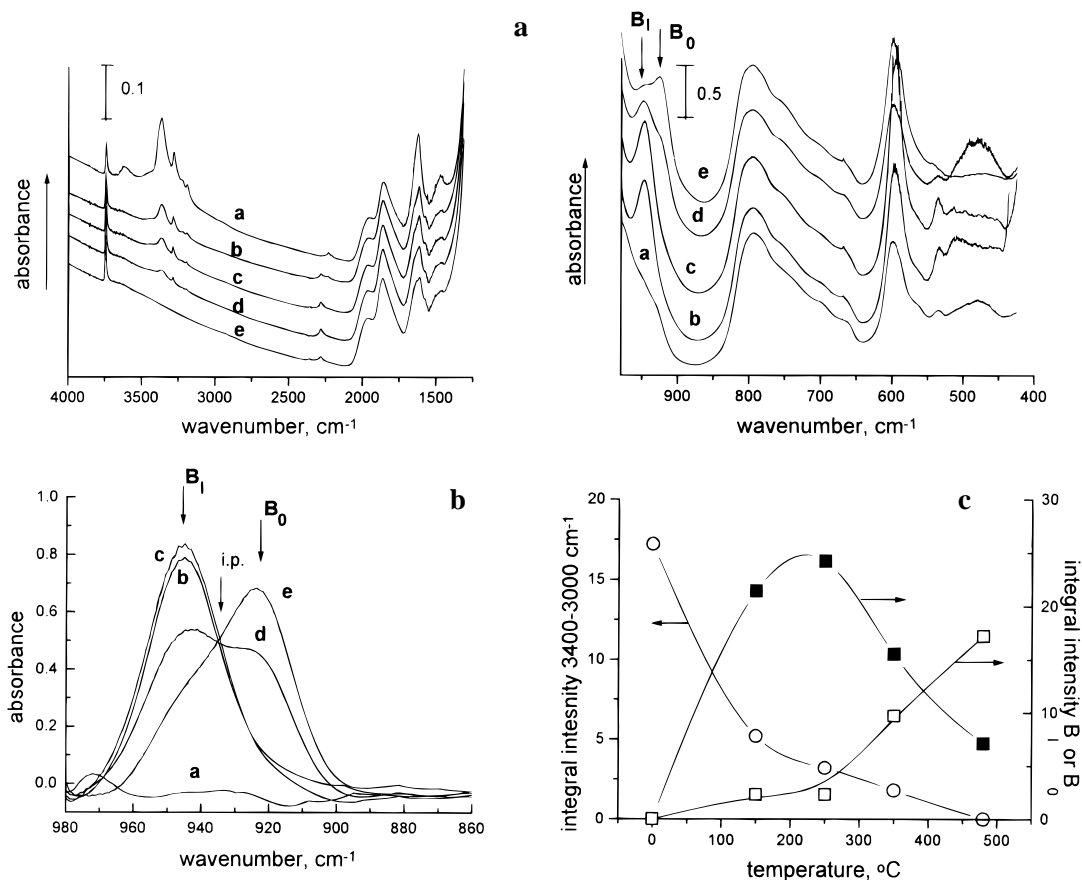 a
absorbance
0.1
a
b
c
d
e
4000 3500 3000 2500 2000 1500
wavenumber, cm-1
BI B0
absorbance
0.5
e
d
a
c
b
900 800 700 600 500 400
wavenumber, cm-1
b
absorbance
1.0
0.8
0.6
0.4
0.2
0.0
BI
B0
i.p.
c
b
e
d
a
980 960 940 920 900 880 860
wavenumber, cm-1
c
integral intesnity 3400-3000 cm-1
20
15
10
5
0
30
20
10
0
integral intensity BI or B0
0 100 200 300 400 500
temperature, oC